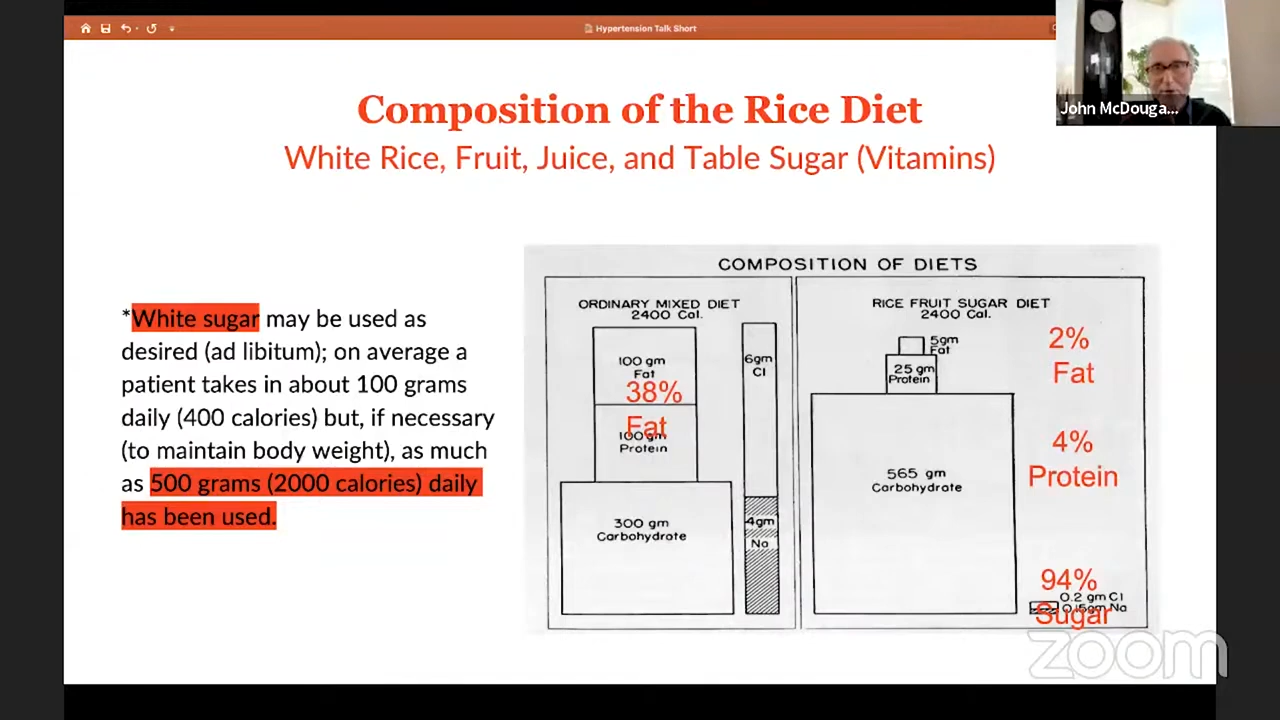 Hypertension Talk Short
John McDouga...
Composition of the Rice Diet
White Rice, Fruit, Juice, and Table Sugar (Vitamins)
*White sugar may be used as
desired (ad libitum); on average a
patient takes in about 100 grams
daily (400 calories) but, if necessary
(to maintain body weight), as much
as 500 grams (2000 calories) daily
has been used.
COMPOSITION OF DIETS
ORDINARY MIXED DIET
2400 Cal.
100 gm
Fat
38%
Fat
100gm
Protein
300 gm
Carbohydrate
6gm
Cl
4gm
Na
RICE FRUIT SUGAR DIET
2400 Cal.
5gm
Fat
25 gm
Protein
565 gm
Carbohydrate
2%
Fat
4%
Protein
94%
Sugar
0.2 gm Cl
0.15gm Na
zoom